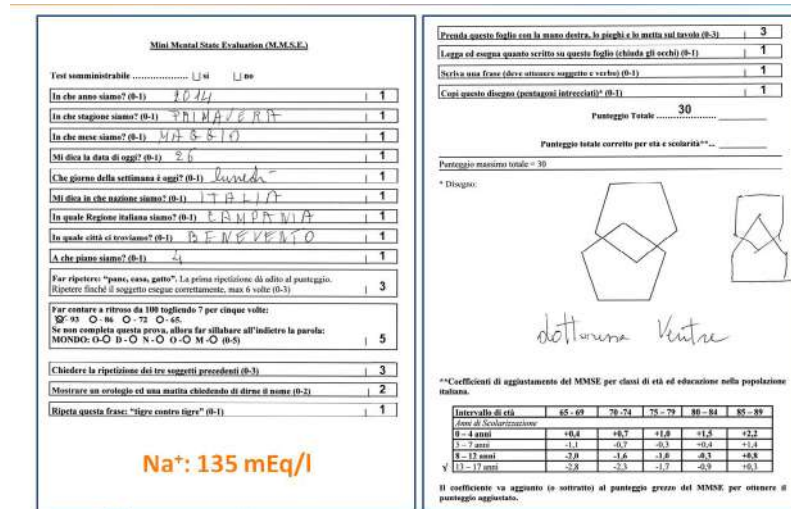 Mini Mental State Evaluation (M.M.S.E.)
Test somministrabile .................. |_| si |_| no
In che anno siamo? (0-1) 2014 | 1
In che stagione siamo? (0-1) PRIMAVERA | 1
In che mese siamo? (0-1) MAGGIO | 1
Mi dica la data di oggi? (0-1) 26 | 1
Che giorno della settimana è oggi? (0-1) lunedì | 1
Mi dica in che nazione siamo? (0-1) ITALIA | 1
In quale Regione italiana siamo? (0-1) CAMPANIA | 1
In quale città ci troviamo? (0-1) BENEVENTO | 1
A che piano siamo? (0-1) 4 | 1
Far ripetere: “pane, casa, gatto”. La prima ripetizione dà adito al punteggio.
Ripetere finché il soggetto esegue correttamente, max 6 volte (0-3) | 3
Far contare a ritroso da 100 togliendo 7 per cinque volte:
O- 93 O - 86 O - 72 O - 65.
Se non completa questa prova, allora far sillabare all'indietro la parola:
MONDO: O-O D - O N - O O - O M - O (0-5) | 5
Chiedere la ripetizione dei tre soggetti precedenti (0-3) | 3
Mostrare un orologio ed una matita chiedendo di dirne il nome (0-2) | 2
Ripeta questa frase: “tigre contro tigre” (0-1) | 1
Na⁺: 135 mEq/l
Prenda questo foglio con la mano destra, lo pieghi e lo metta sul tavolo (0-3) | 3
Legga ed esegua quanto scritto su questo foglio (chiuda gli occhi) (0-1) | 1
Scriva una frase (deve ottenere soggetto e verbo) (0-1) | 1
Copi questo disegno (pentagoni intrecciati)* (0-1) | 1
Punteggio Totale ........ 30
Punteggio totale corretto per età e scolarità**..
Punteggio massimo totale = 30
* Disegno:
dottoressa Ventre
**Coefficienti di aggiustamento del MMSE per classi di età ed educazione nella popolazione
italiana.
Intervallo di età 65 - 69 70 -74 75 – 79 80 – 84 85 – 89
Anni di Scolarizzazione
0 – 4 anni +0,4 +0,7 +1,0 +1,5 +2,2
5 – 7 anni -1,1 -0,7 -0,3 +0,4 +1,4
8 – 12 anni -2,0 -1,6 -1,0 -0,3 +0,8
√ 13 – 17 anni -2,8 -2,3 -1,7 -0,9 +0,3
Il coefficiente va aggiunto (o sottratto) al punteggio grezzo del MMSE per ottenere il
punteggio aggiustato.